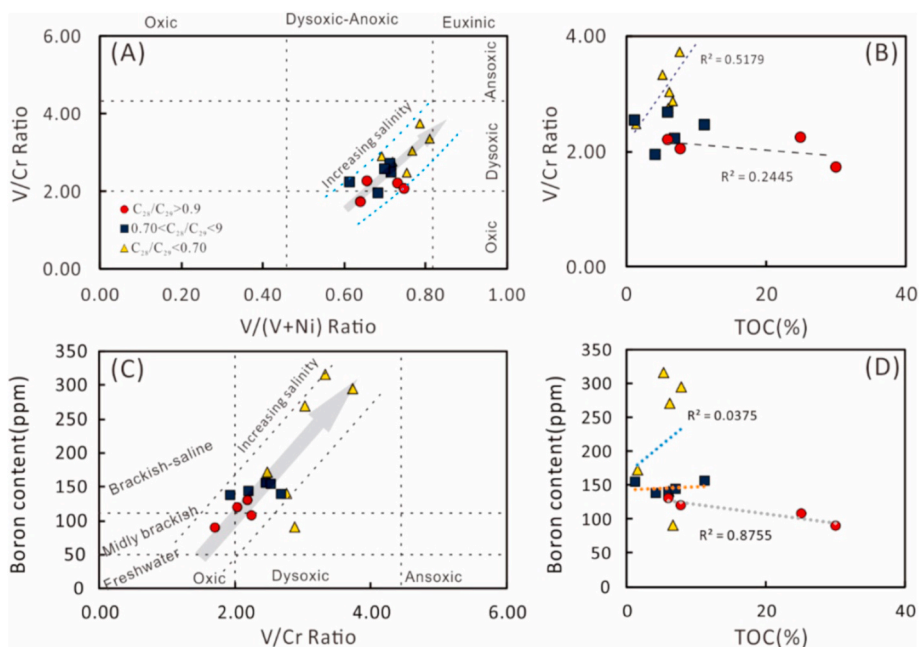 Oxic
Dysoxic-Anoxic
Euxinic
6.00
4.00
2.00
0.00
V/Cr Ratio
(A)
Increasing salinity
Ansoxic
Dysoxic
Oxic
C₂₈/C₂₉>0.9
0.70<C₂₈/C₂₉<9
C₂₈/C₂₉<0.70
0.00 0.20 0.40 0.60 0.80 1.00
V/(V+Ni) Ratio
4.00
2.00
0.00
V/Cr Ratio
(B)
R² = 0.5179
R² = 0.2445
0 20 40
TOC(%)
350
300
250
200
150
100
50
0
Boron content(ppm)
(C)
Increasing salinity
Brackish-saline
Midly brackish
Freshwater
Oxic
Dysoxic
Ansoxic
0.00 2.00 4.00 6.00
V/Cr Ratio
350
300
250
200
150
100
50
0
Boron content(ppm)
(D)
R² = 0.0375
R² = 0.8755
0 20 40
TOC(%)